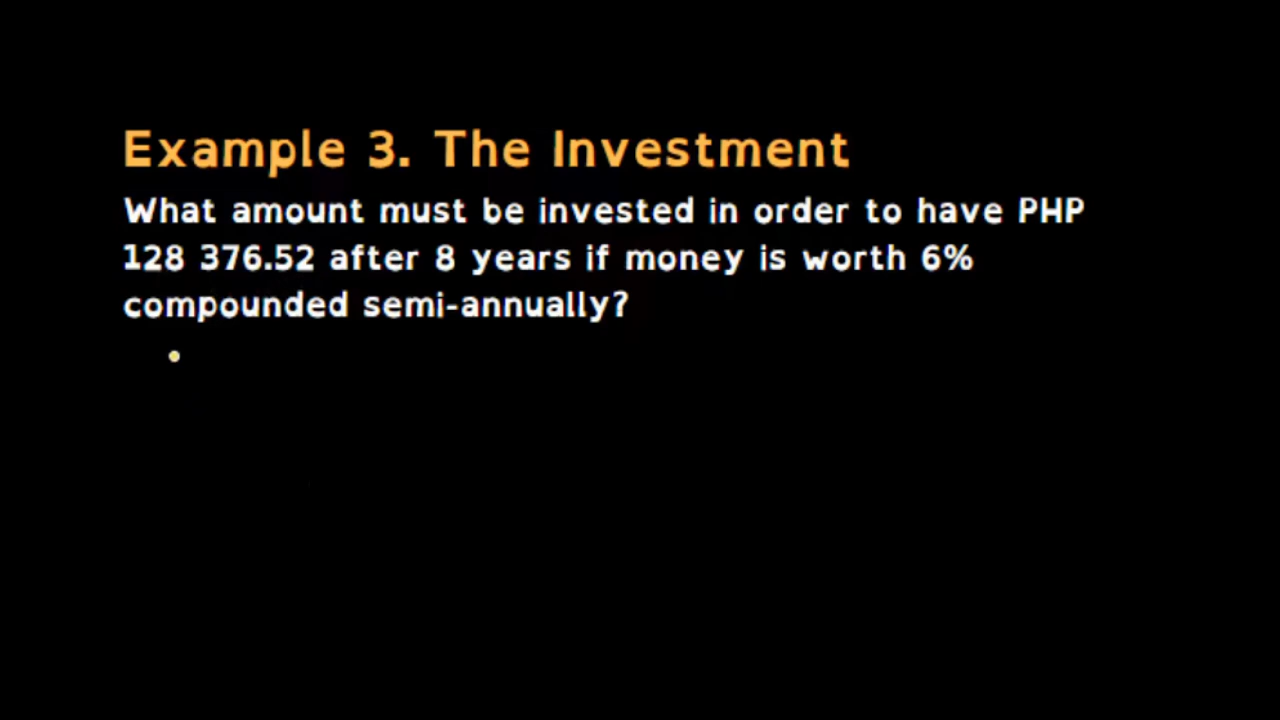 Example 3. The Investment
What amount must be invested in order to have PHP
128 376.52 after 8 years if money is worth 6%
compounded semi-annually?